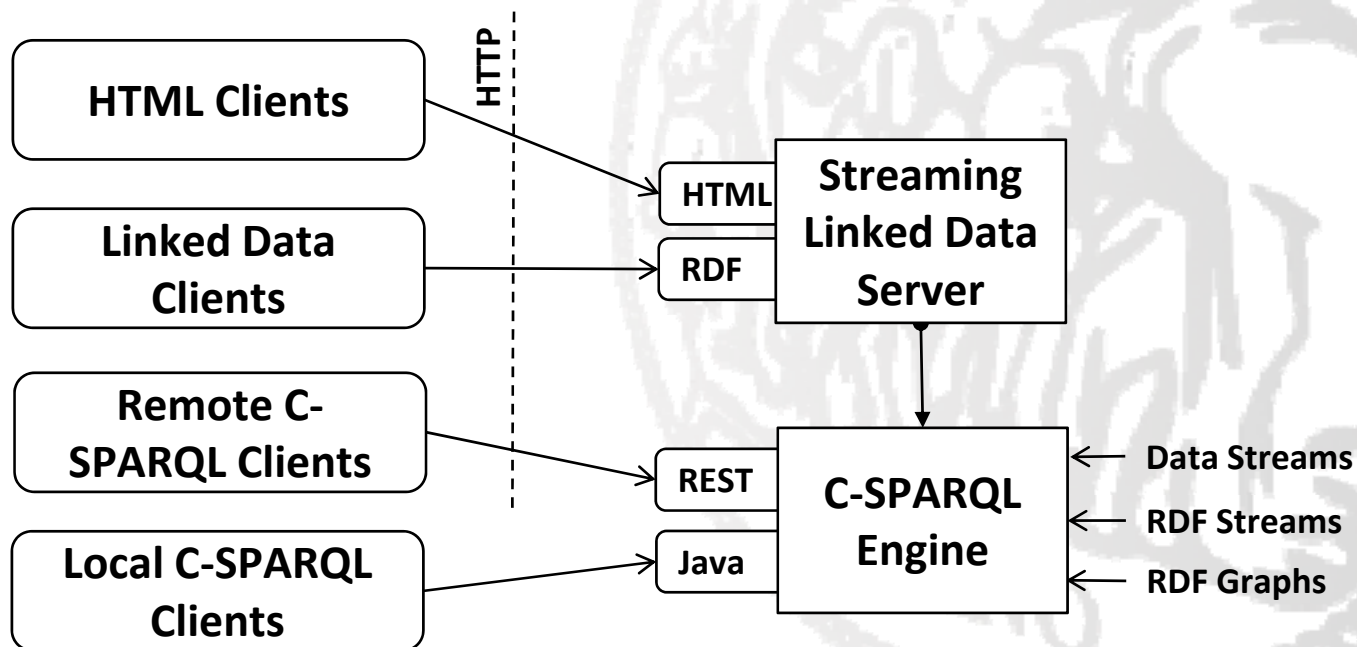 HTTP
HTML Clients
Linked Data
Clients
Remote C-
SPARQL Clients
Local C-SPARQL
Clients
HTML
RDF
Streaming
Linked Data
Server
REST
Java
C-SPARQL
Engine
Data Streams
RDF Streams
RDF Graphs